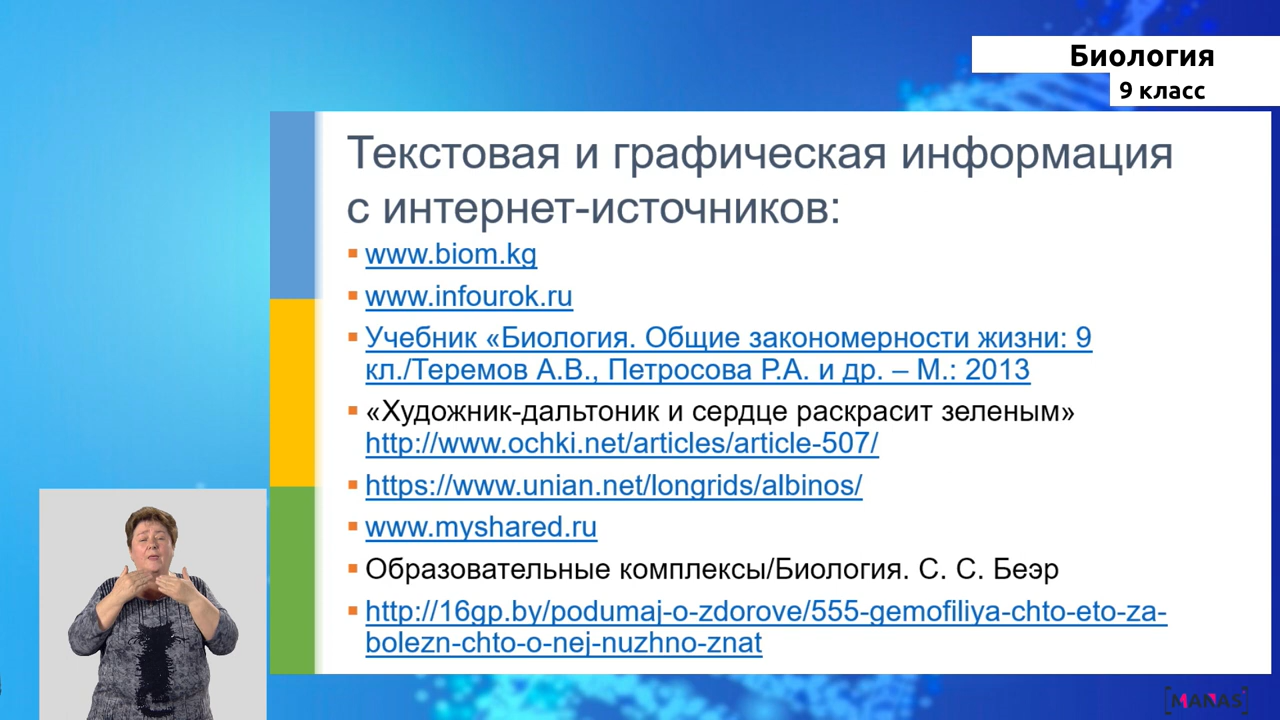 Биология
9 класс
Текстовая и графическая информация
с интернет-источников:
www.biom.kg
www.infourok.ru
Учебник «Биология. Общие закономерности жизни: 9
кл./Теремов А.В., Петросова Р.А. и др. – М.: 2013
«Художник-дальтоник и сердце раскрасит зеленым»
http://www.ochki.net/articles/article-507/
https://www.unian.net/longrids/albinos/
www.myshared.ru
Образовательные комплексы/Биология. С. С. Беэр
http://16gp.by/podumaj-o-zdorove/555-gemofiliya-chto-eto-za-
bolezn-chto-o-nej-nuzhno-znat
[MANAS]